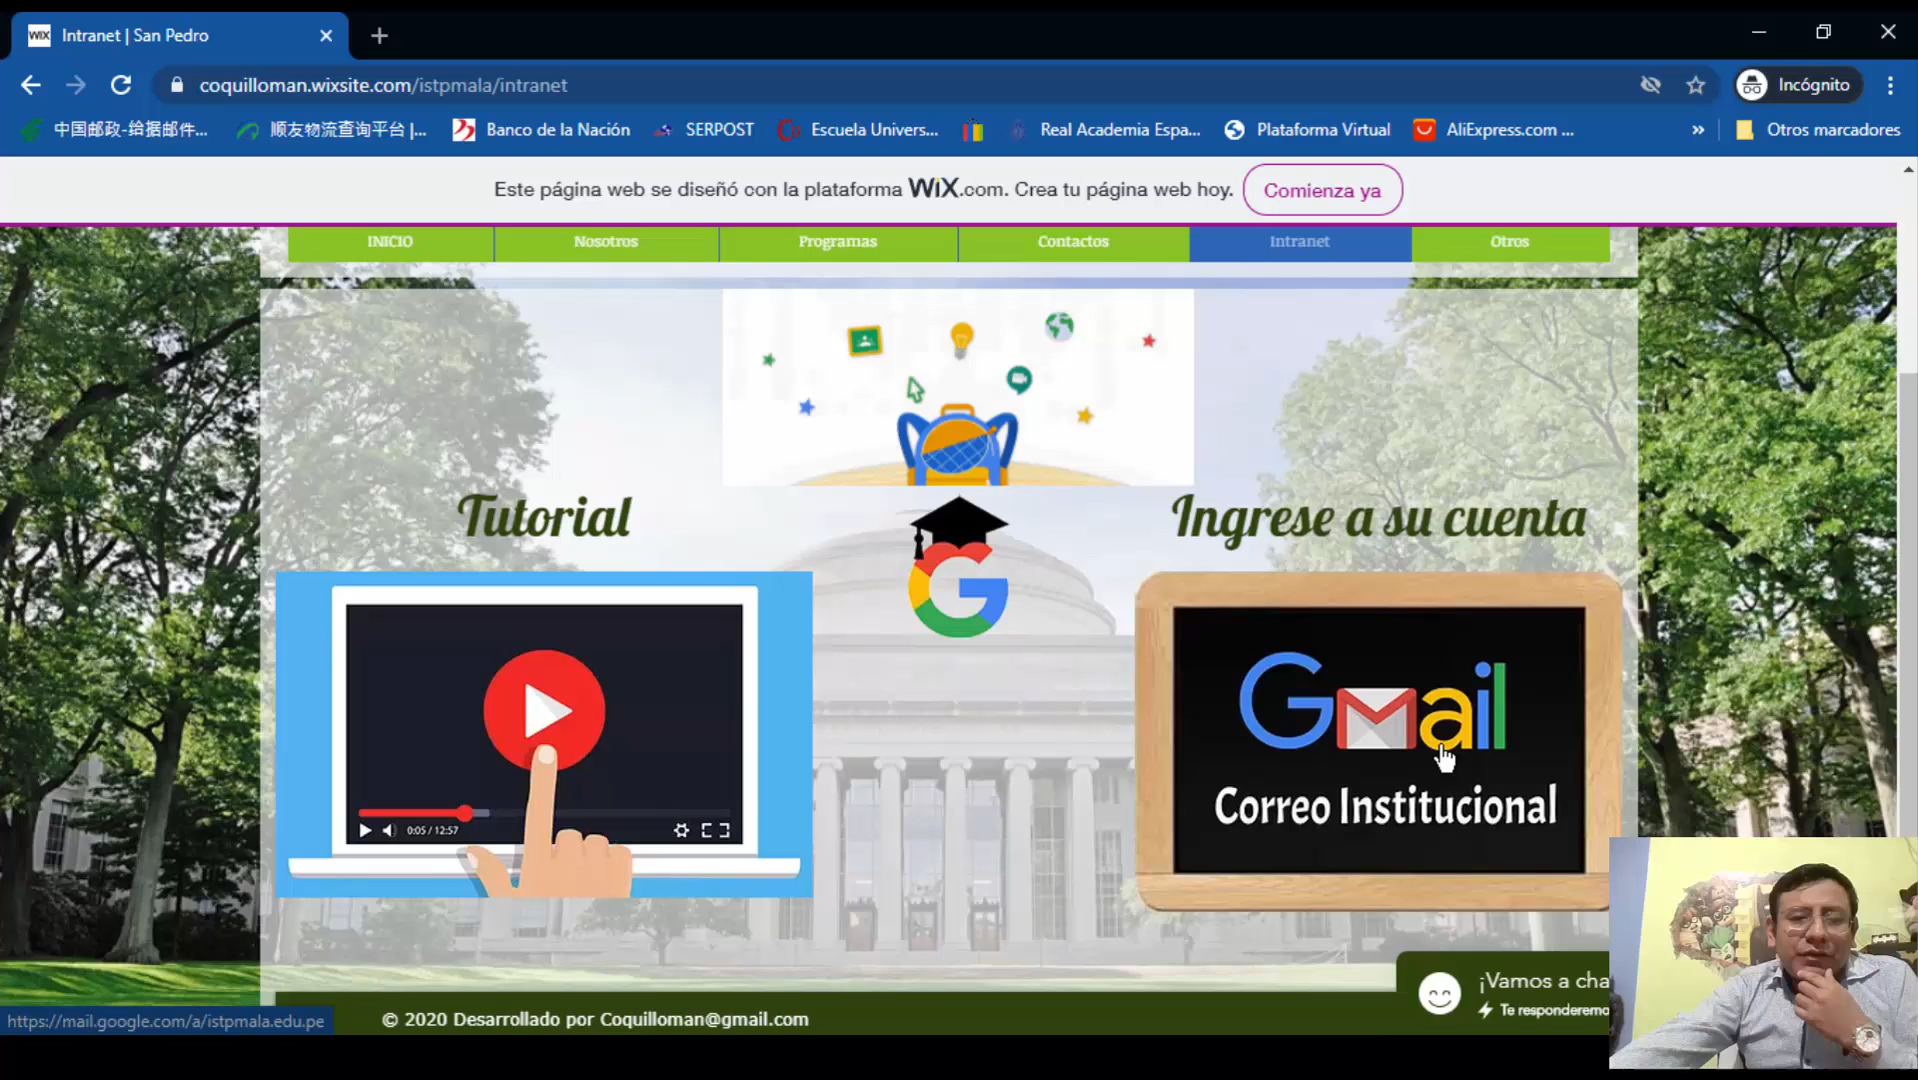 WiX Intranet | San Pedro
coquilloman.wixsite.com/istpmala/intranet
Incógnito
中国邮政-给据邮件...
顺友物流查询平台 |...
Banco de la Nación
SERPOST
Escuela Univers...
Real Academia Espa...
Plataforma Virtual
AliExpress.com ...
»
Otros marcadores
Este página web se diseñó con la plataforma WiX.com. Crea tu página web hoy. Comienza ya
INICIO
Nosotros
Programas
Contactos
Intranet
Otros
Tutorial
Ingrese a su cuenta
G
Gmail
Correo Institucional
0:05 / 12:57
¡Vamos a cha
Te responderemo
https://mail.google.com/a/istpmala.edu.pe
© 2020 Desarrollado por Coquilloman@gmail.com